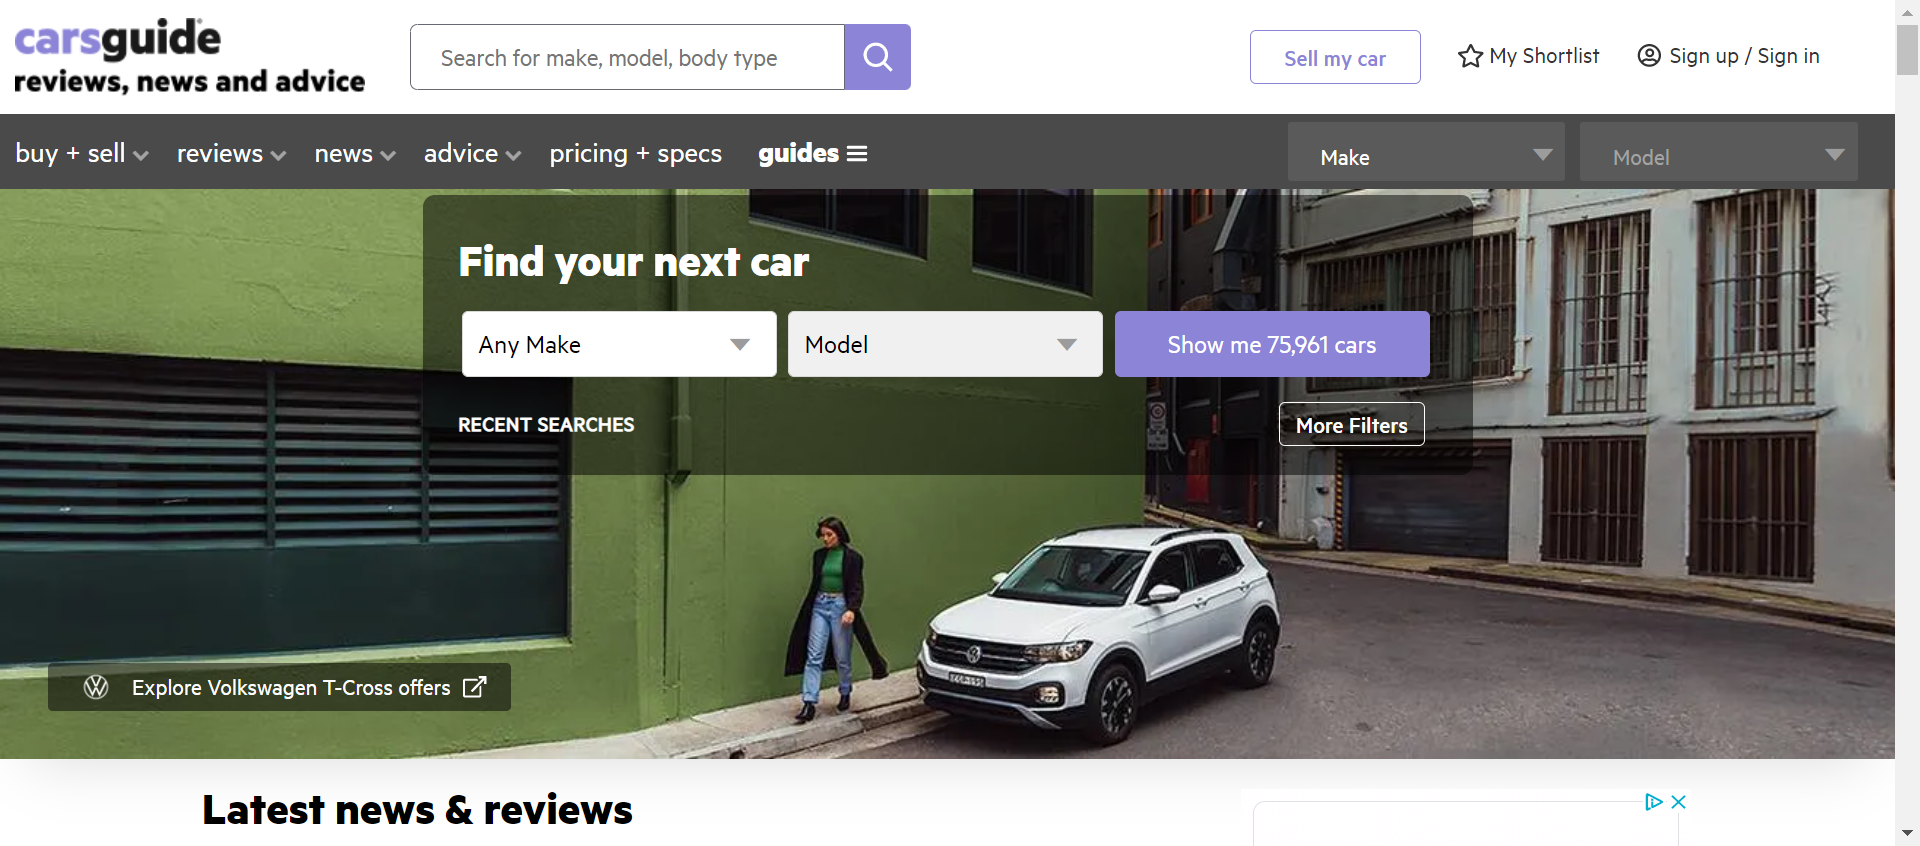 carsguide
reviews, news and advice
Search for make, model, body type
Sell my car
My Shortlist
Sign up / Sign in
buy + sell
reviews
news
advice
pricing + specs
guides
Make
Model
Find your next car
Any Make
Model
Show me 75,961 cars
RECENT SEARCHES
More Filters
Explore Volkswagen T-Cross offers
Latest news & reviews